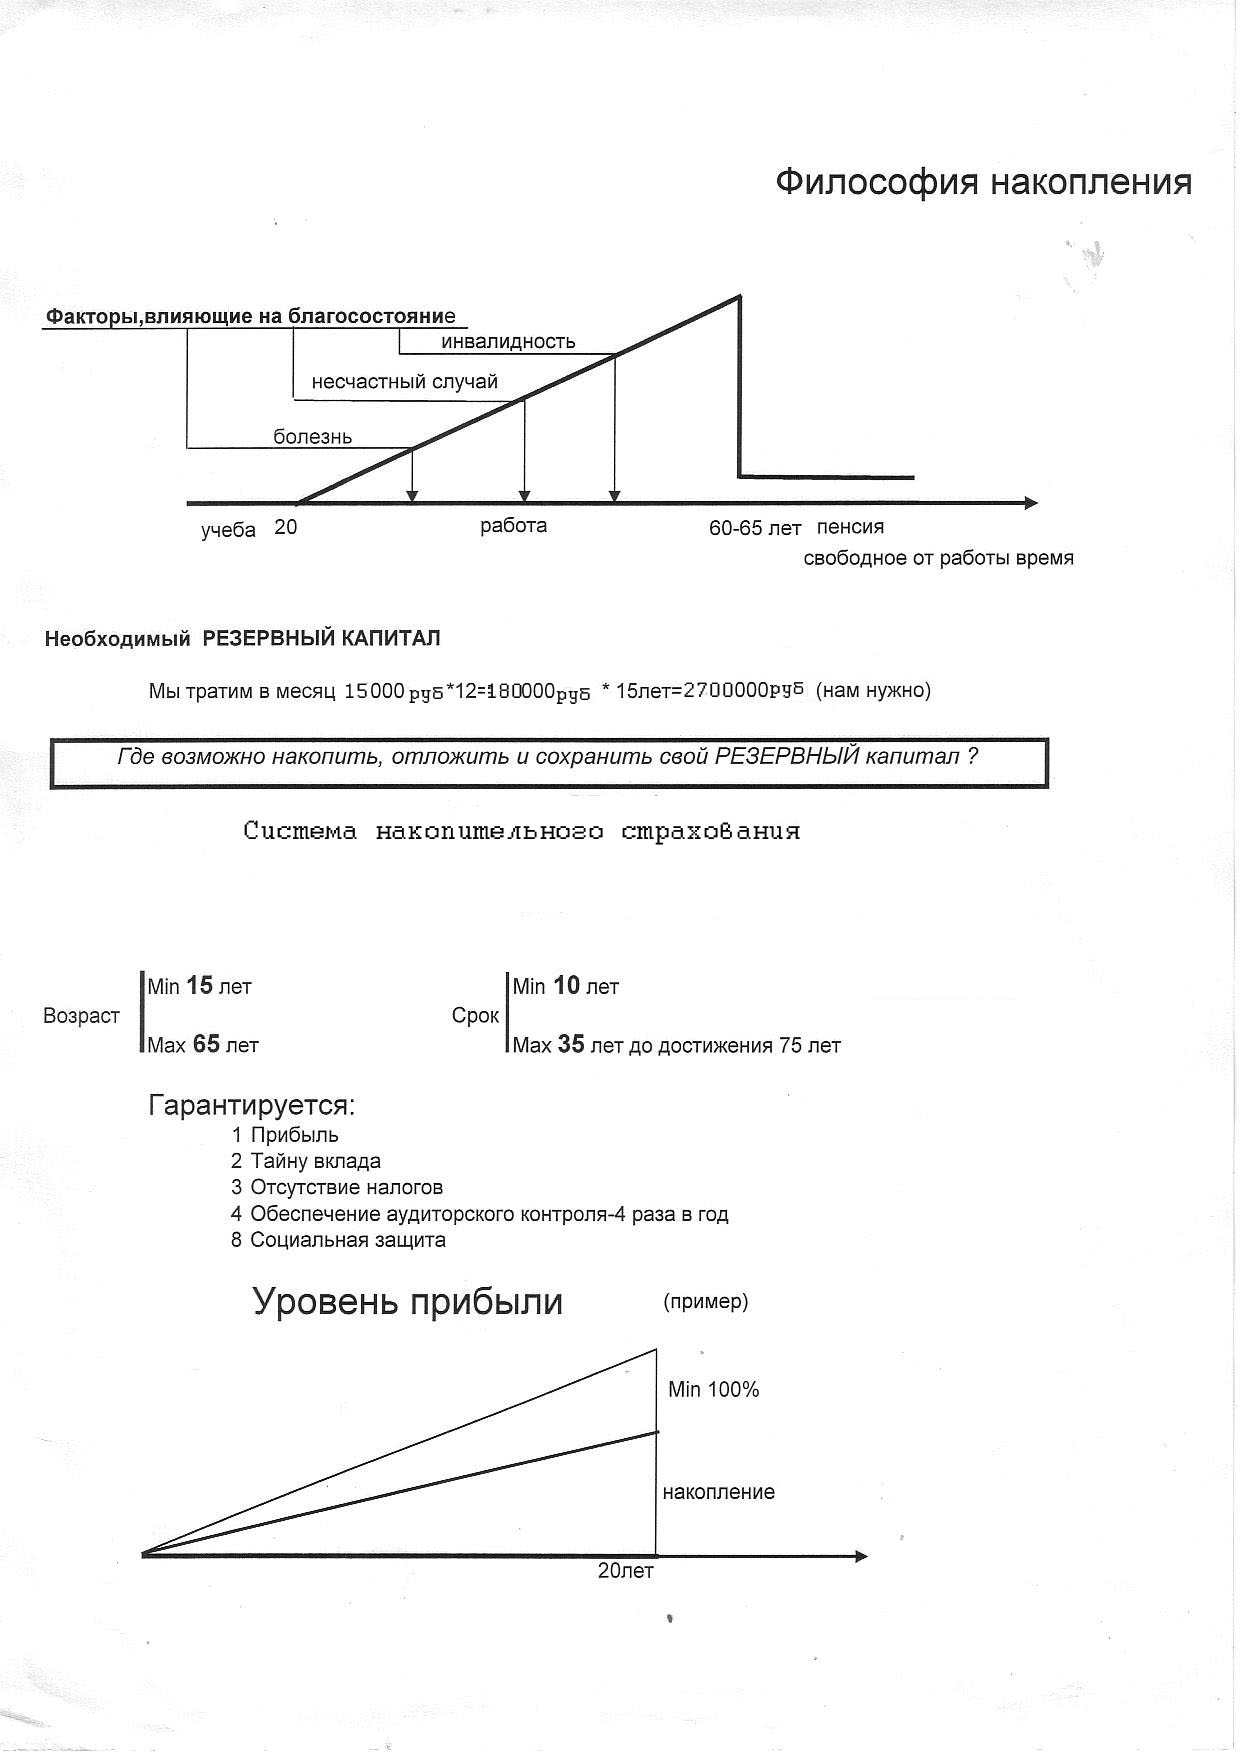 Философия накопления
Факторы,влияющие на благосостояние
инвалидность
несчастный случай
болезнь
учеба 20 работа 60-65 лет пенсия
свободное от работы время
Необходимый РЕЗЕРВНЫЙ КАПИТАЛ
Мы тратим в месяц 15000 руб*12=180000руб * 15лет=2700000руб (нам нужно)
Где возможно накопить, отложить и сохранить свой РЕЗЕРВНЫЙ капитал ?
Система накопительного страхования
Min 15 лет Min 10 лет
Возраст Срок
Max 65 лет Max 35 лет до достижения 75 лет
Гарантируется:
1 Прибыль
2 Тайну вклада
3 Отсутствие налогов
4 Обеспечение аудиторского контроля-4 раза в год
8 Социальная защита
Уровень прибыли (пример)
Min 100%
накопление
20лет